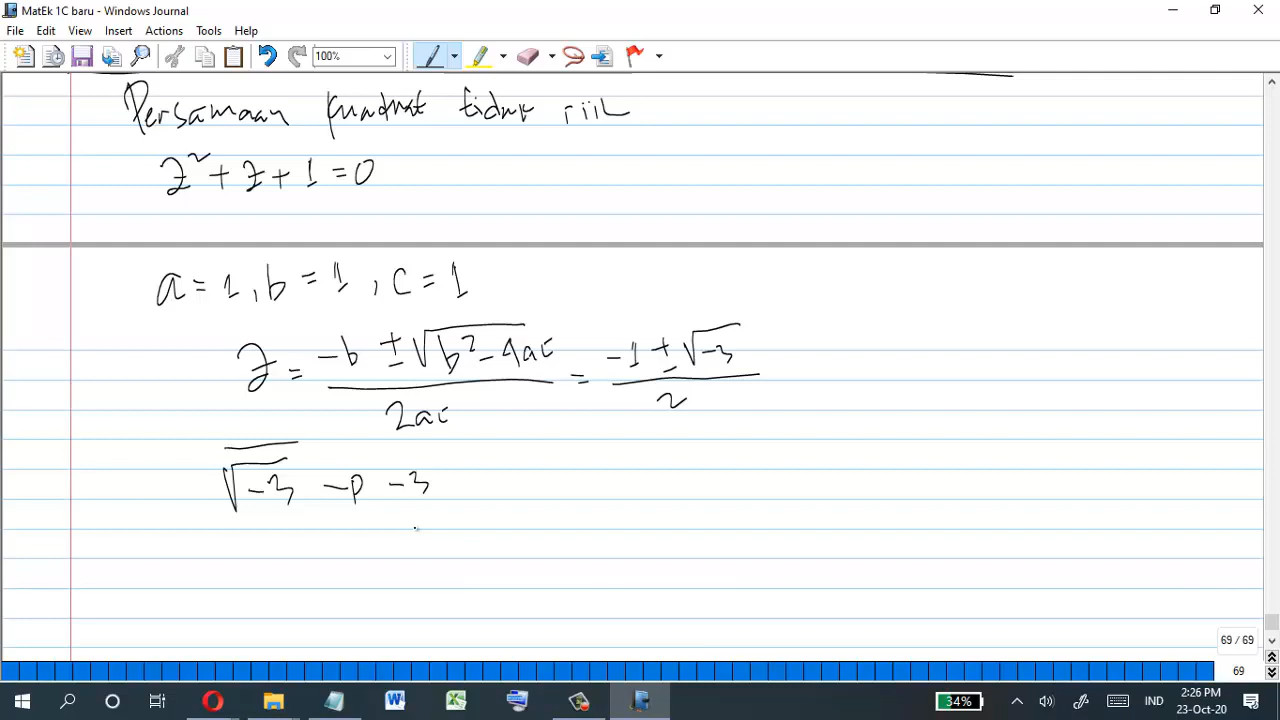 MatEk 1C baru - Windows Journal
File Edit View Insert Actions Tools Help
100%
Persamaan kuadrat tidak riil
z² + z + 1 = 0
a = 1, b = 1, c = 1
z = (-b ± √(b² - 4ac)) / 2ac = (-1 ± √-3) / 2
√-3 → -3
69 / 69
69
34% IND 2:26 PM
23-Oct-20